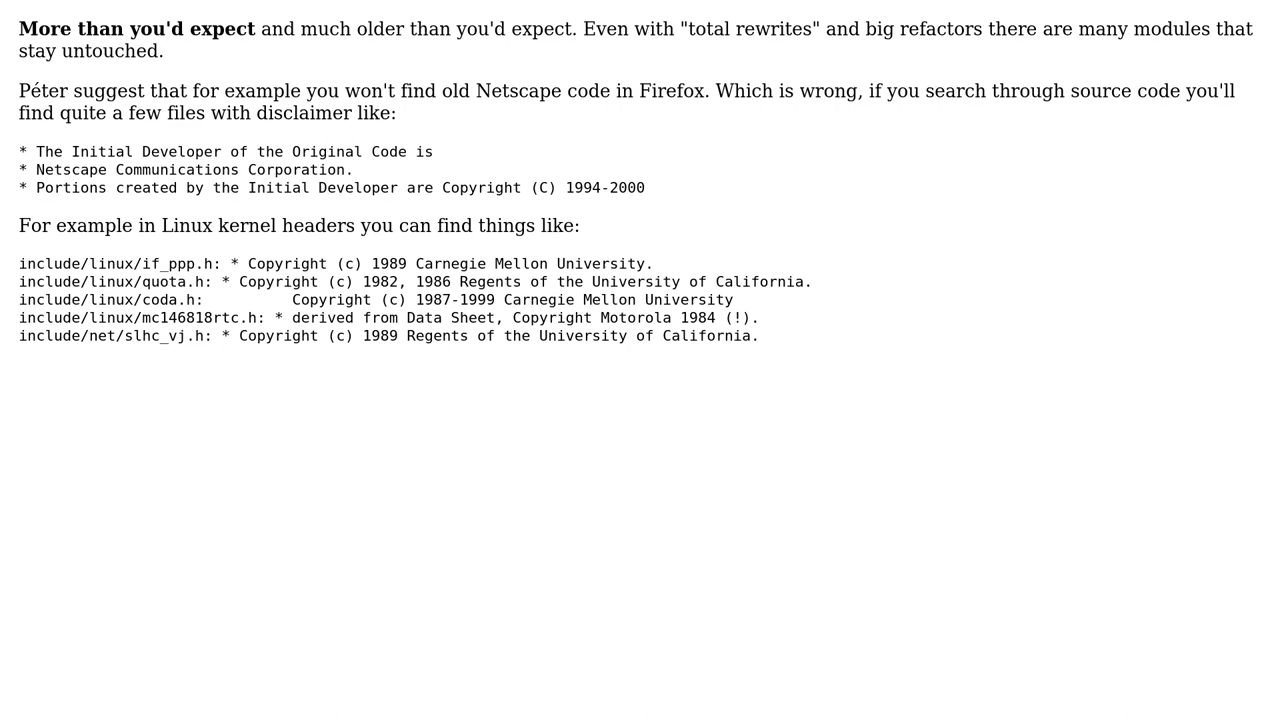 More than you'd expect and much older than you'd expect. Even with "total rewrites" and big refactors there are many modules that
stay untouched.
Péter suggest that for example you won't find old Netscape code in Firefox. Which is wrong, if you search through source code you'll
find quite a few files with disclaimer like:
* The Initial Developer of the Original Code is
* Netscape Communications Corporation.
* Portions created by the Initial Developer are Copyright (C) 1994-2000
For example in Linux kernel headers you can find things like:
include/linux/if_ppp.h: * Copyright (c) 1989 Carnegie Mellon University.
include/linux/quota.h: * Copyright (c) 1982, 1986 Regents of the University of California.
include/linux/coda.h:          Copyright (c) 1987-1999 Carnegie Mellon University
include/linux/mc146818rtc.h: * derived from Data Sheet, Copyright Motorola 1984 (!).
include/net/slhc_vj.h: * Copyright (c) 1989 Regents of the University of California.